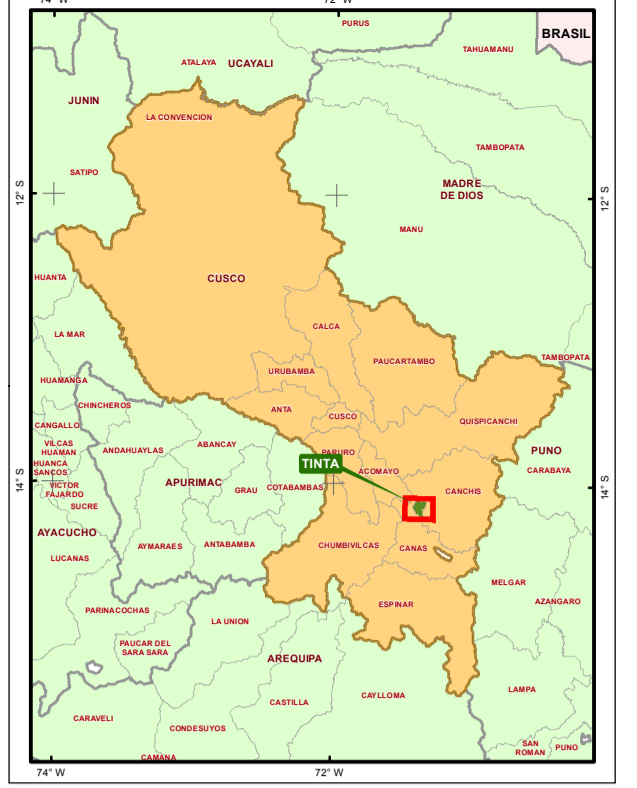 74° W
72° W
PURUS
BRASIL
TAHUAMANU
ATALAYA
UCAYALI
JUNIN
LA CONVENCION
TAMBOPATA
SATIPO
MADRE
DE DIOS
12° S
12° S
MANU
HUANTA
CUSCO
CALCA
LA MAR
PAUCARTAMBO
TAMBOPATA
URUBAMBA
HUAMANGA
CHINCHEROS
ANTA
CUSCO
QUISPICANCHI
CANGALLO
VILCAS
HUAMAN
ANDAHUAYLAS
ABANCAY
PARURO
PUNO
TINTA
HUANCA
SANCOS
ACOMAYO
CARABAYA
14° S
14° S
VICTOR
FAJARDO
APURIMAC
GRAU
COTABAMBAS
CANCHIS
SUCRE
AYACUCHO
AYMARAES
ANTABAMBA
CHUMBIVILCAS
CANAS
LUCANAS
MELGAR
PARINACOCHAS
ESPINAR
AZANGARO
LA UNION
PAUCAR DEL
SARA SARA
AREQUIPA
LAMPA
CASTILLA
CAYLLOMA
CARAVELI
CONDESUYOS
SAN
ROMAN
PUNO
CAMANA
74° W
72° W